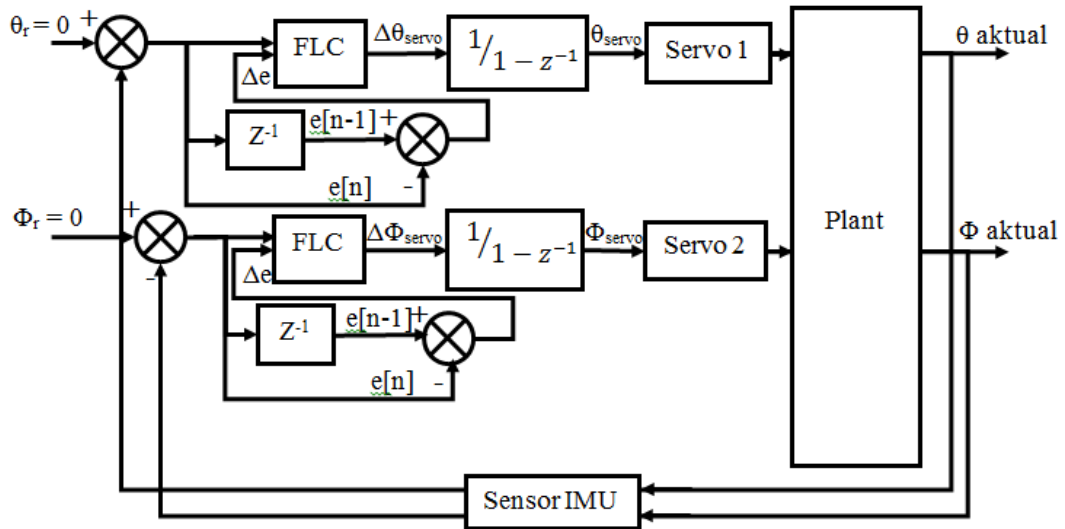 θr = 0
+
FLC
Δθservo
1/1 − z⁻¹
θservo
Servo 1
θ aktual
Δe
Z-1
e[n-1]
+
e[n]
-
Plant
Φr = 0
+
-
FLC
ΔΦservo
1/1 − z⁻¹
Φservo
Servo 2
Φ aktual
Δe
Z-1
e[n-1]
+
e[n]
-
Sensor IMU